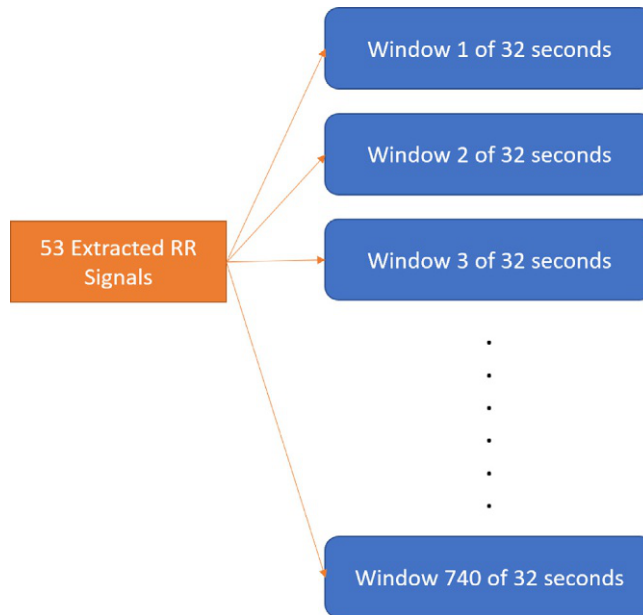 Window 1 of 32 seconds
Window 2 of 32 seconds
53 Extracted RR
Signals
Window 3 of 32 seconds
Window 740 of 32 seconds